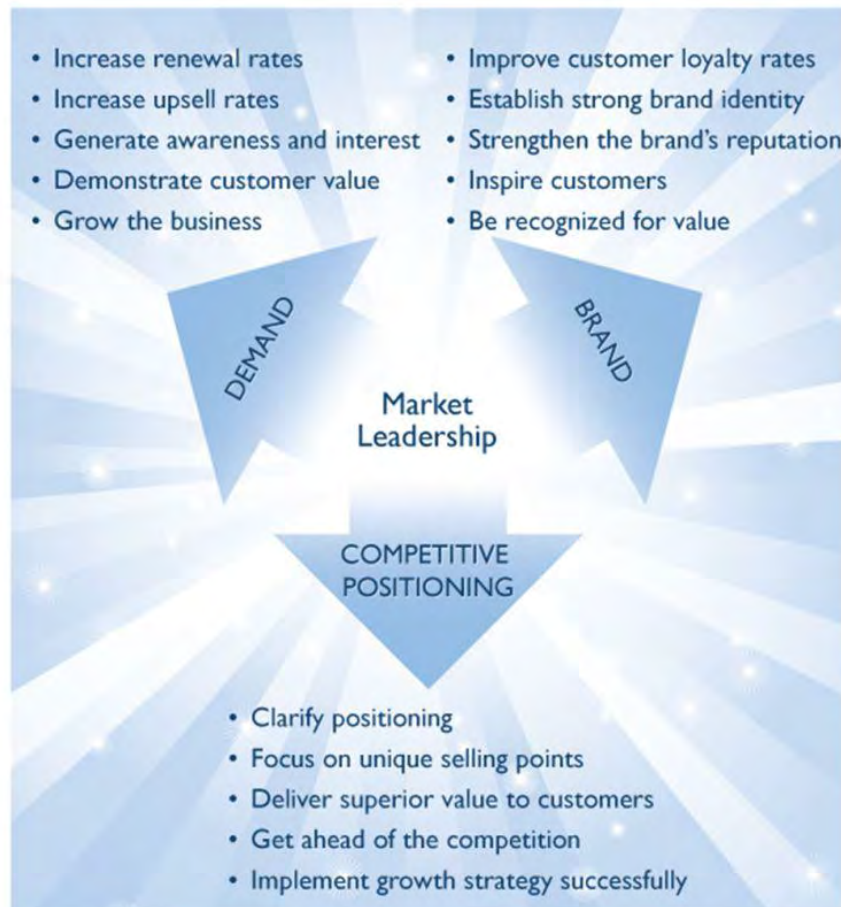 • Increase renewal rates
• Increase upsell rates
• Generate awareness and interest
• Demonstrate customer value
• Grow the business
• Improve customer loyalty rates
• Establish strong brand identity
• Strengthen the brand's reputation
• Inspire customers
• Be recognized for value
DEMAND
BRAND
Market
Leadership
COMPETITIVE
POSITIONING
• Clarify positioning
• Focus on unique selling points
• Deliver superior value to customers
• Get ahead of the competition
• Implement growth strategy successfully